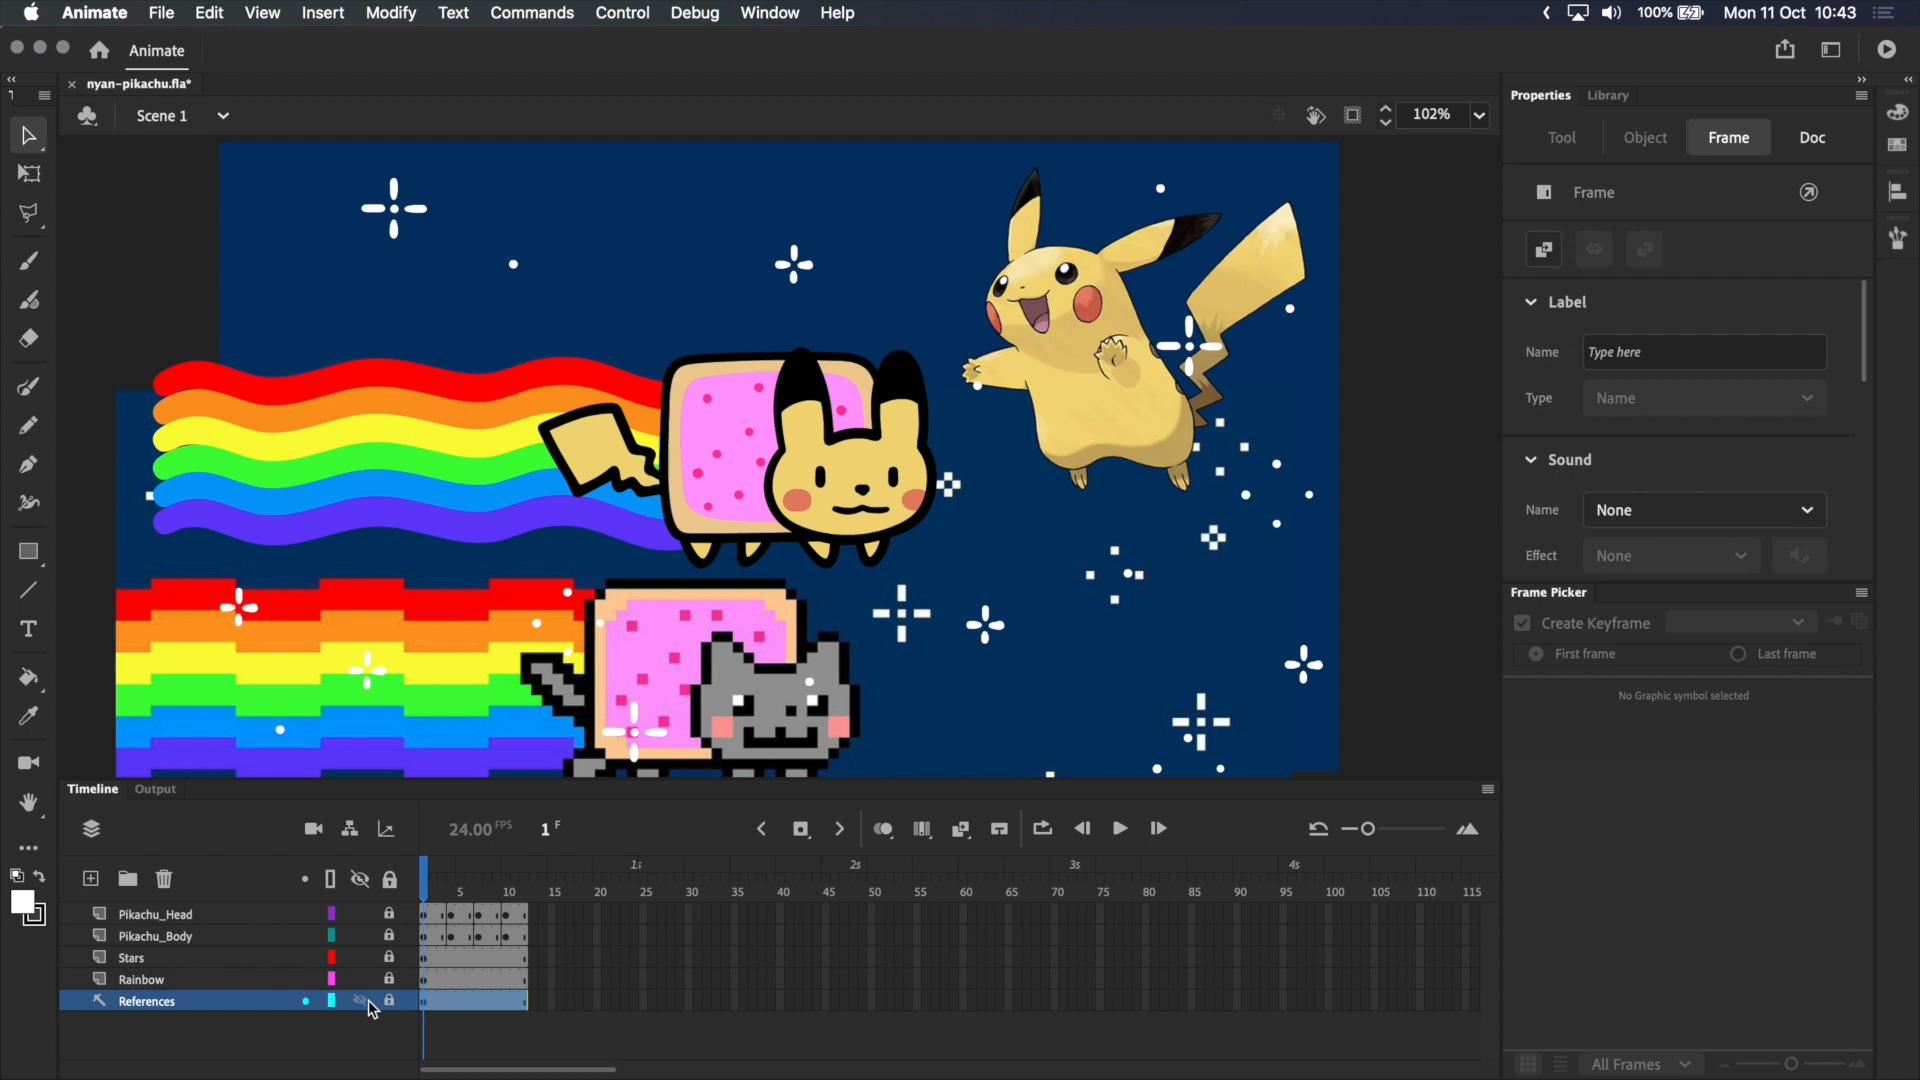 Animate File Edit View Insert Modify Text Commands Control Debug Window Help 100% Mon 11 Oct 10:43
Animate
nyan-pikachu.fla*
Scene 1
102%
Properties Library
Tool Object Frame Doc
Frame
Label
Name Type here
Type Name
Sound
Name None
Effect None
Frame Picker
Create Keyframe
First frame Last frame
No Graphic symbol selected
All Frames
Timeline Output
24.00 FPS 1 F
1s 2s 3s 4s
5 10 15 20 25 30 35 40 45 50 55 60 65 70 75 80 85 90 95 100 105 110 115
Pikachu_Head
Pikachu_Body
Stars
Rainbow
References